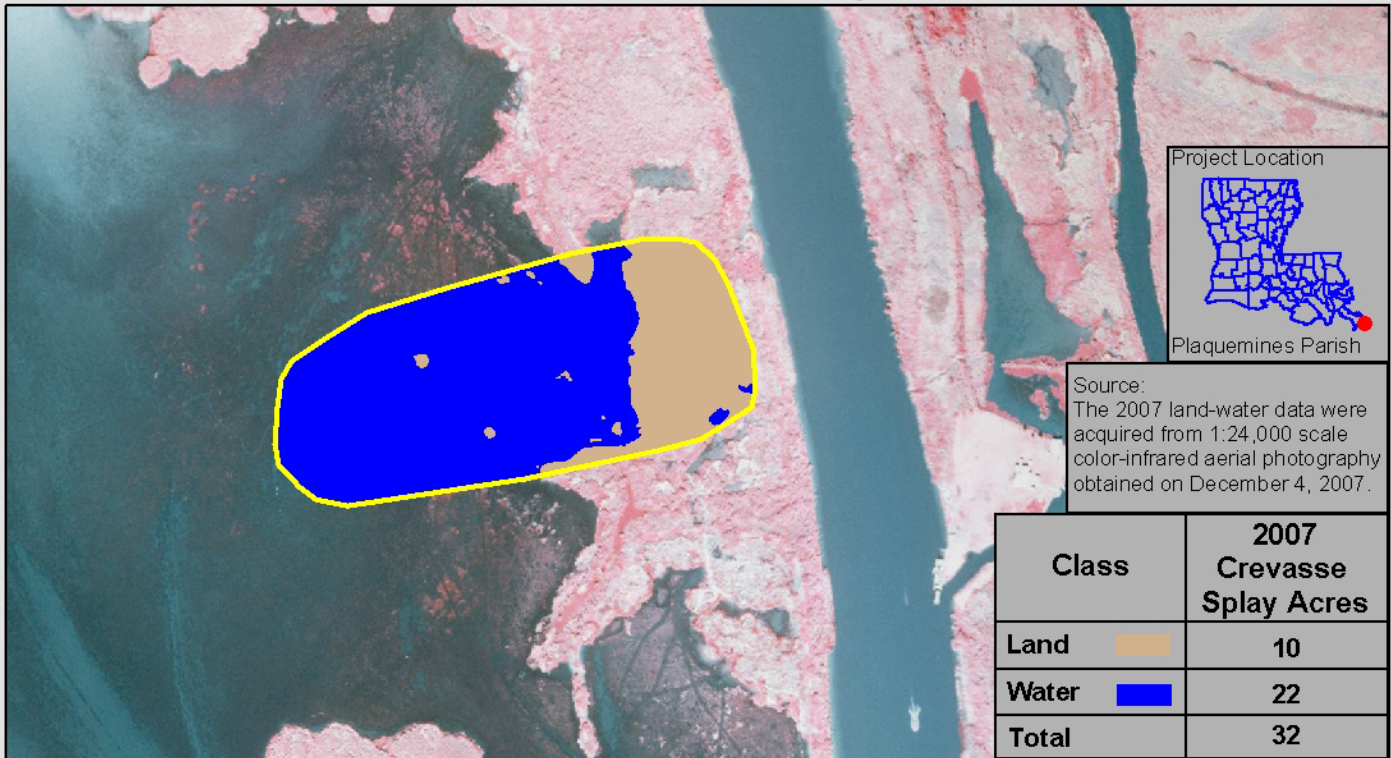 Project Location
Plaquemines Parish
Source:
The 2007 land-water data were
acquired from 1:24,000 scale
color-infrared aerial photography
obtained on December 4, 2007.
Class
2007
Crevasse
Splay Acres
Land 10
Water 22
Total 32